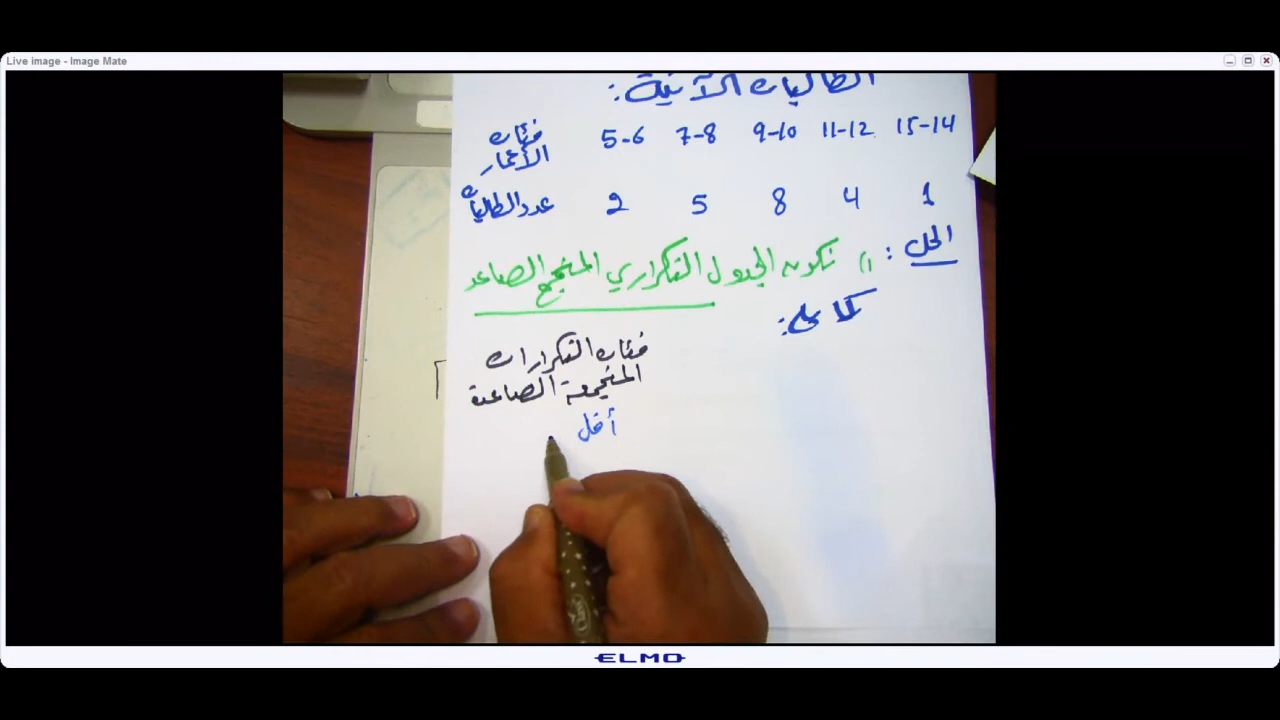 Live image - Image Mate
الطالبات الآتية :
فئات الأعمار 5-6 7-8 9-10 11-12 15-14
عدد الطالبات 2 5 8 4 1
الحل : (1 نكون الجدول التكراري المتجمع الصاعد
كما يلي:
فئات التكرارات
المتجمعة الصاعدة
أقل
ELMO